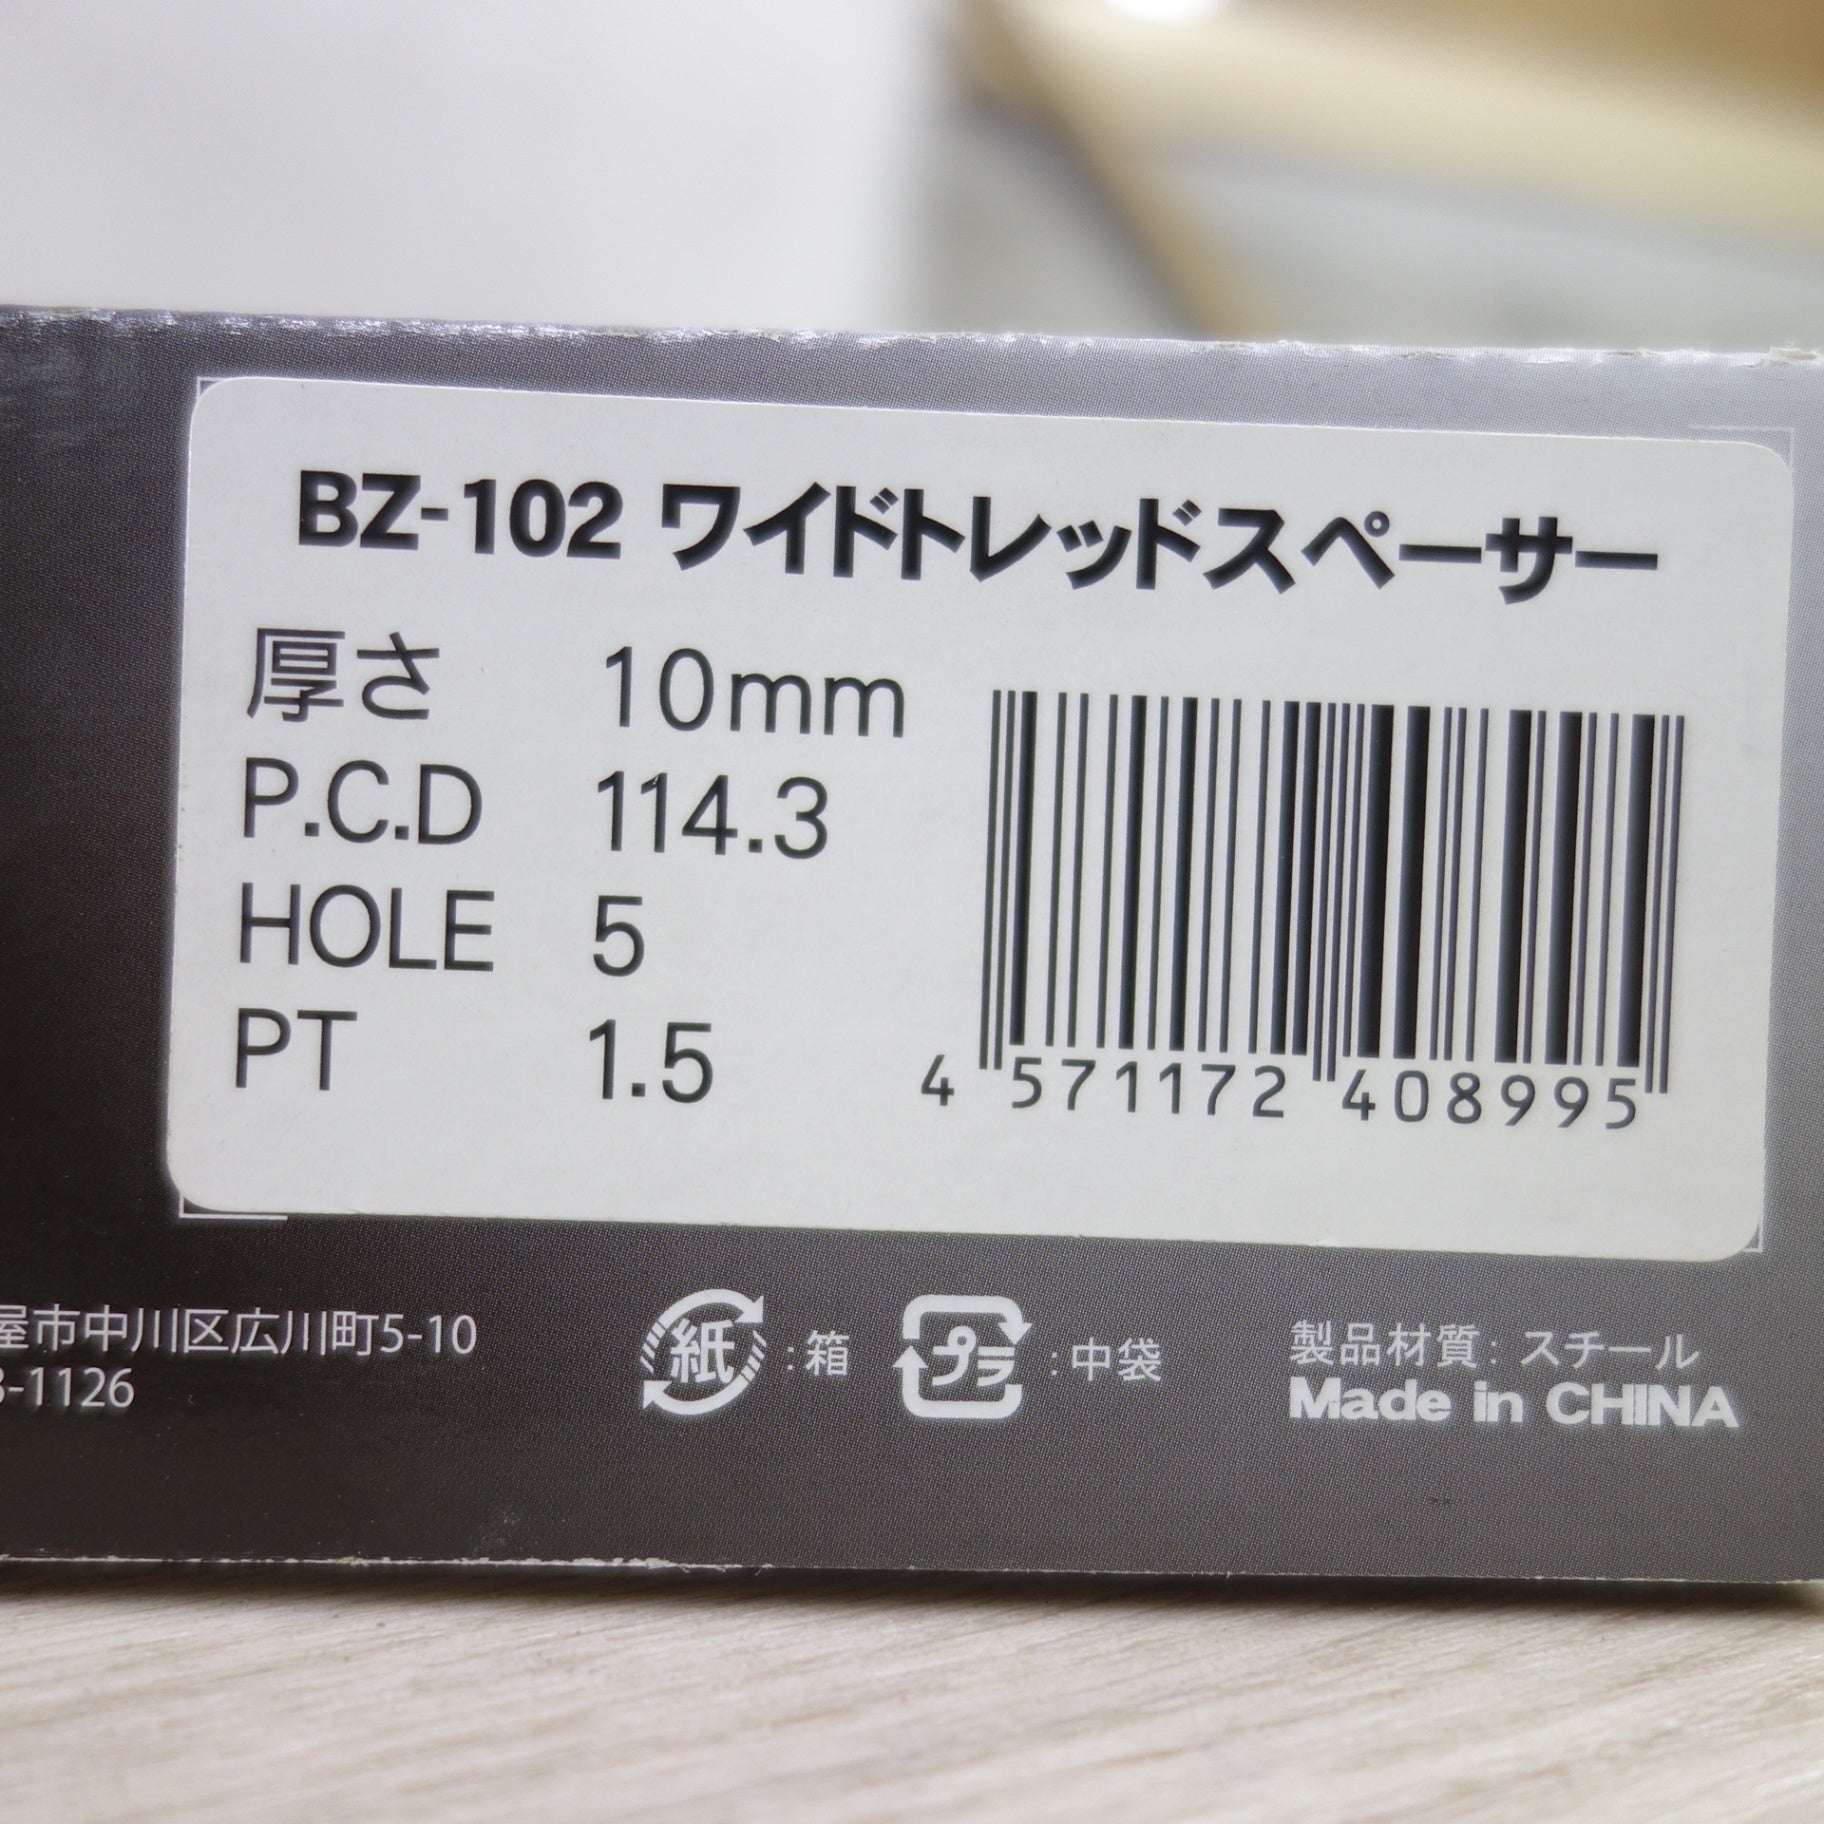 BZ-102 ワイドトレッドスペーサー
厚さ 10mm
P.C.D 114.3
HOLE 5
PT 1.5
4 571172 408995
屋市中川区広川町5-10
3-1126
紙 :箱
プラ :中袋
製品材質: スチール
Made in CHINA